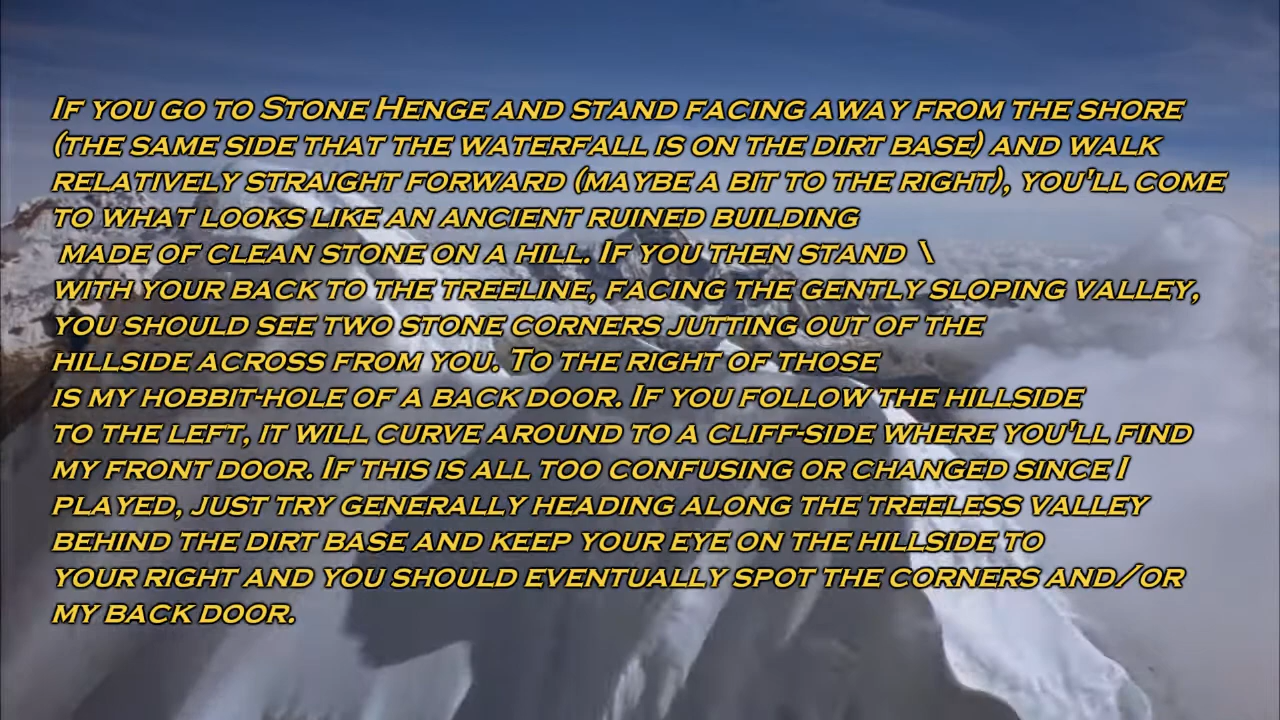 If you go to Stone Henge and stand facing away from the shore
(the same side that the waterfall is on the dirt base) and walk
relatively straight forward (maybe a bit to the right), you'll come
to what looks like an ancient ruined building
made of clean stone on a hill. If you then stand \
with your back to the treeline, facing the gently sloping valley,
you should see two stone corners jutting out of the
hillside across from you. To the right of those
is my hobbit-hole of a back door. If you follow the hillside
to the left, it will curve around to a cliff-side where you'll find
my front door. If this is all too confusing or changed since I
played, just try generally heading along the treeless valley
behind the dirt base and keep your eye on the hillside to
your right and you should eventually spot the corners and/or
my back door.